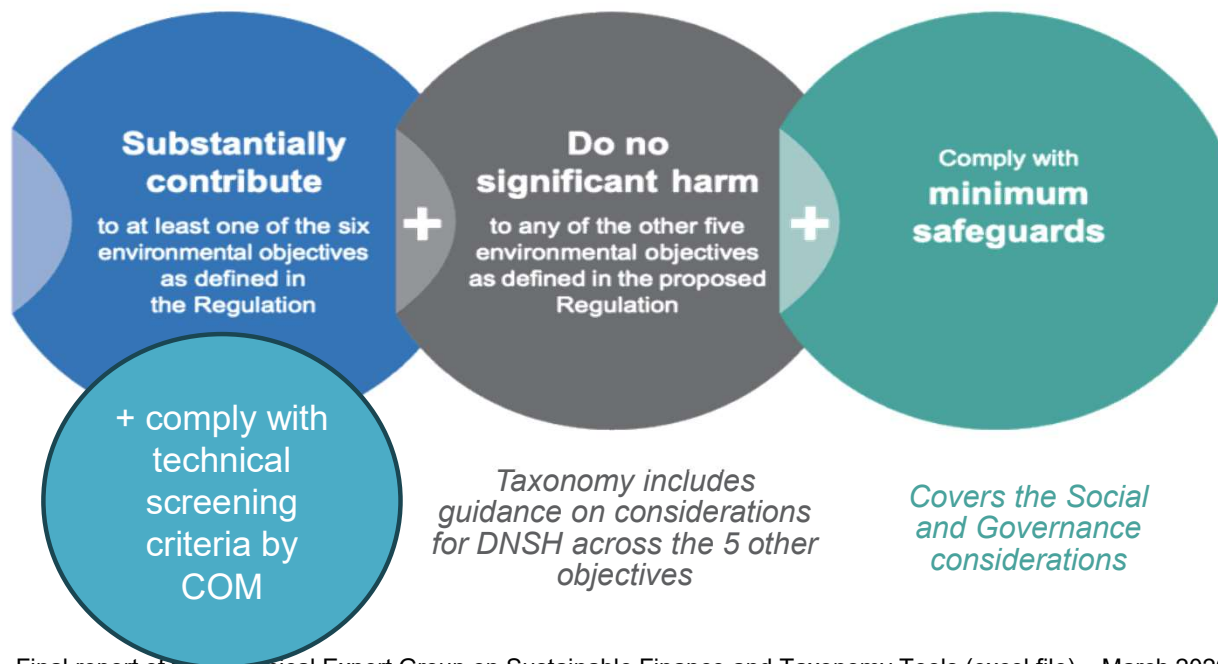 Substantially
contribute
to at least one of the six
environmental objectives
as defined in
the Regulation
+
Do no
significant harm
to any of the other five
environmental objectives
as defined in the proposed
Regulation
+
Comply with
minimum
safeguards
+ comply with
technical
screening
criteria by
COM
Taxonomy includes
guidance on considerations
for DNSH across the 5 other
objectives
Covers the Social
and Governance
considerations
Final report Expert Group on Sustainable Finance and Taxonomy Tools (excel file) – March